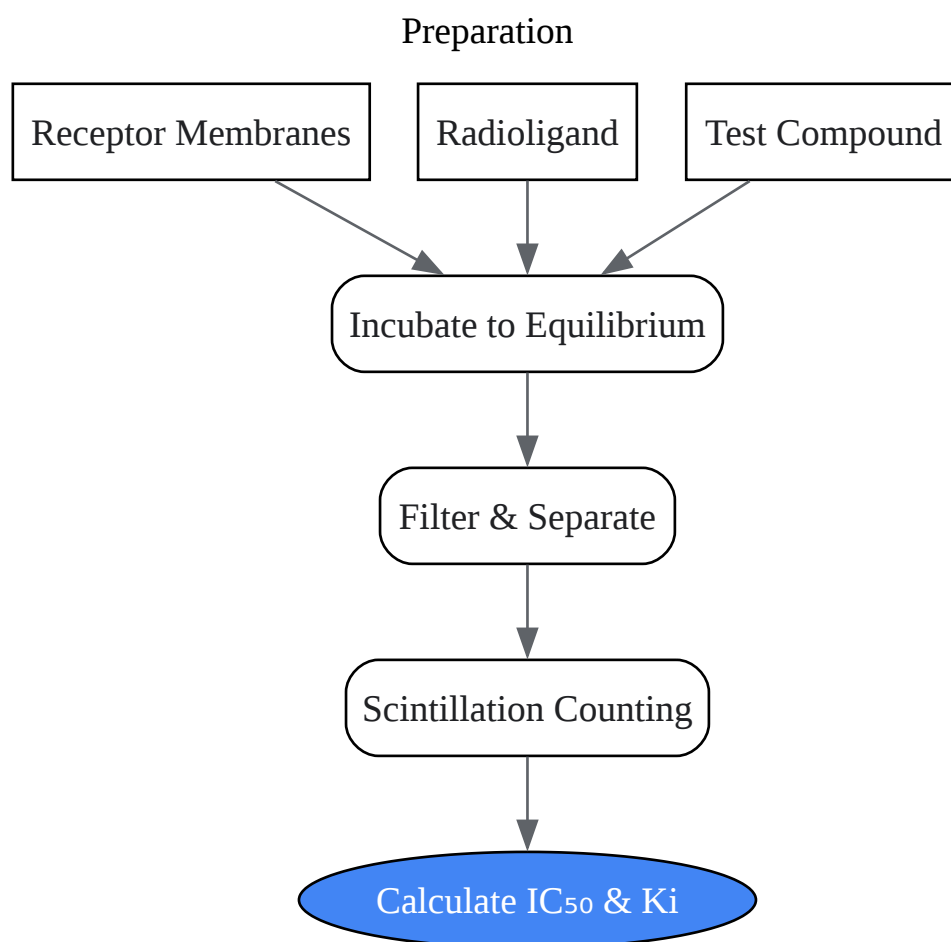 Preparation
Receptor Membranes
Radioligand
Test Compound
Incubate to Equilibrium
Filter & Separate
Scintillation Counting
Calculate IC₅₀ & Ki